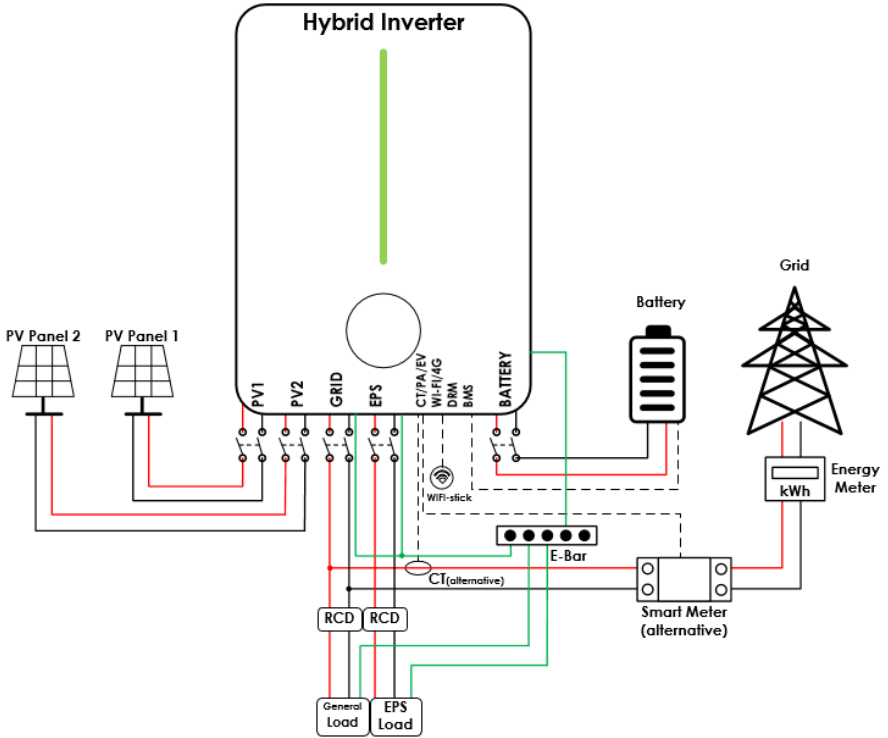 Hybrid Inverter
PV1
PV2
GRID
EPS
CT/PA/EV
WI-FI/4G
DRM
BMS
BATTERY
PV Panel 2
PV Panel 1
Battery
Grid
Energy
Meter
kWh
WIFI-stick
E-Bar
CT(alternative)
Smart Meter
(alternative)
RCD
RCD
General
Load
EPS
Load